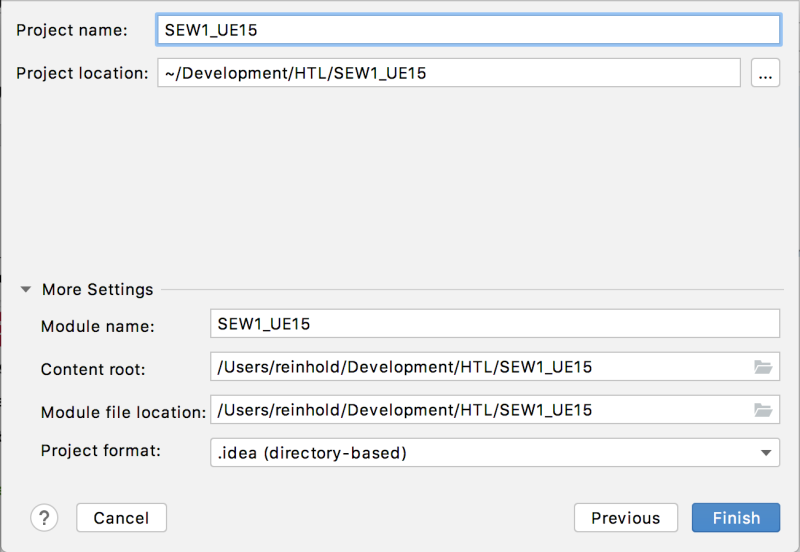 Project name: SEW1_UE15
Project location: ~/Development/HTL/SEW1_UE15 ...
More Settings
Module name: SEW1_UE15
Content root: /Users/reinhold/Development/HTL/SEW1_UE15
Module file location: /Users/reinhold/Development/HTL/SEW1_UE15
Project format: .idea (directory-based)
? Cancel Previous Finish